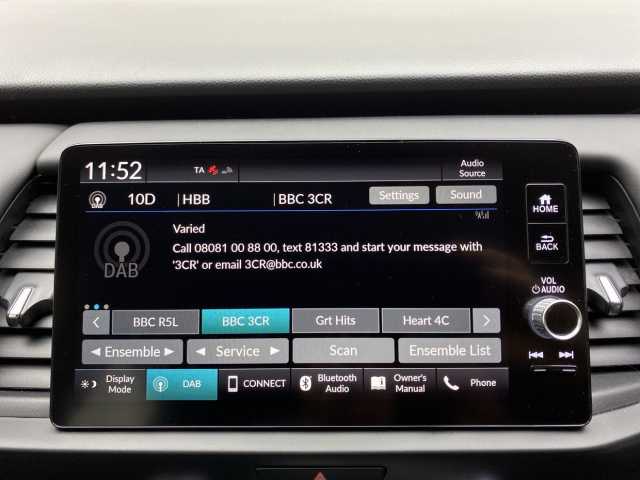 11:52 TA Audio Source
10D HBB BBC 3CR Settings Sound
Varied
DAB
Call 08081 00 88 00, text 81333 and start your message with
'3CR' or email 3CR@bbc.co.uk
BBC R5L BBC 3CR Grt Hits Heart 4C
Ensemble Service Scan Ensemble List
Display Mode DAB CONNECT Bluetooth Audio Owner's Manual Phone
HOME
BACK
VOL
AUDIO